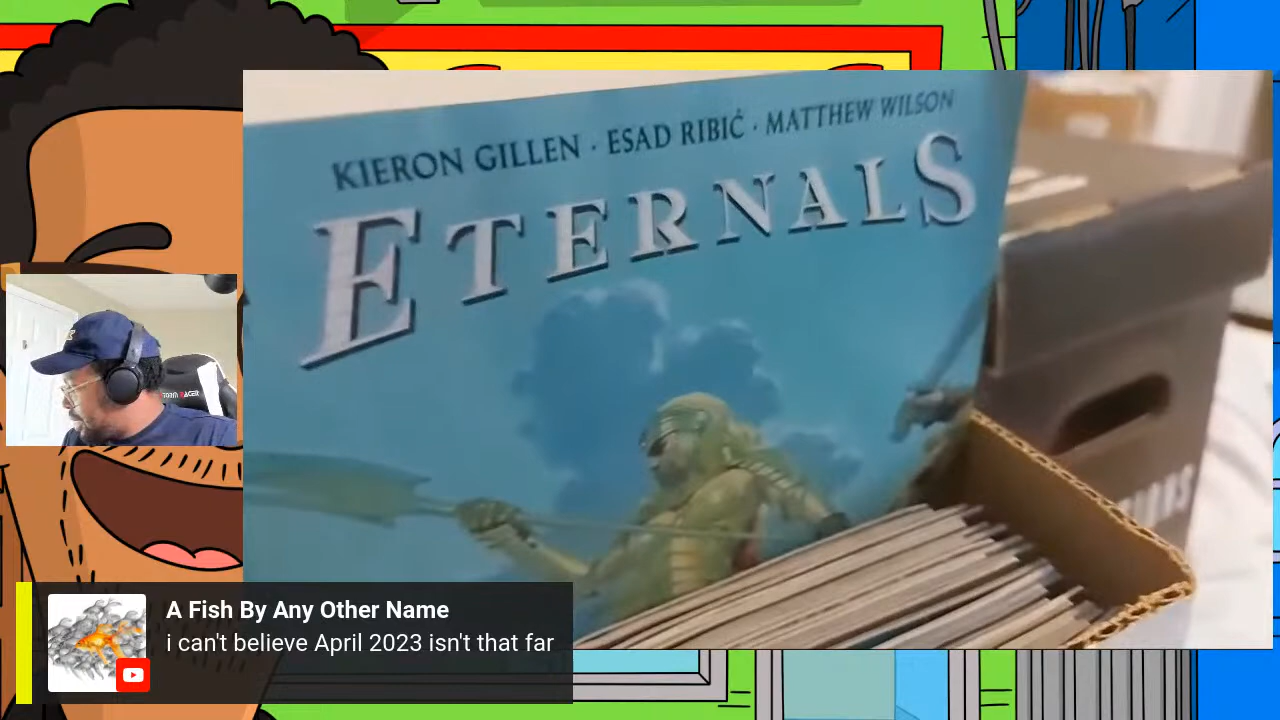 KIERON GILLEN · ESAD RIBIĆ · MATTHEW WILSON
ETERNALS
A Fish By Any Other Name
i can't believe April 2023 isn't that far